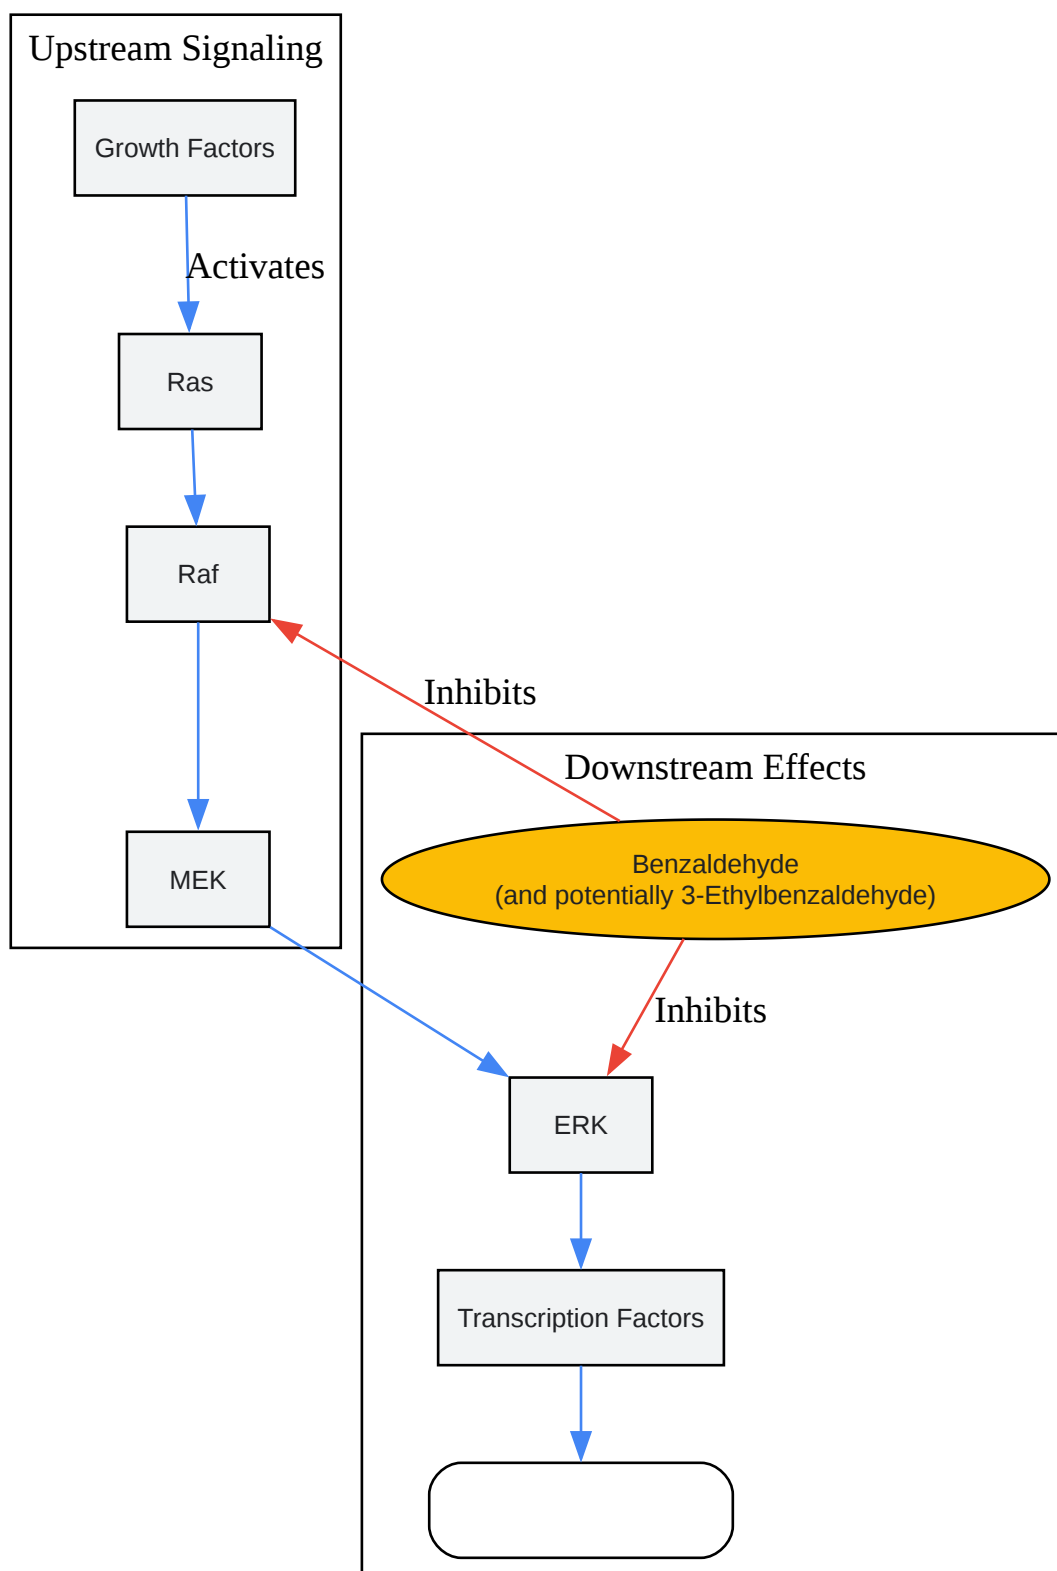 Upstream Signaling
Growth Factors
Activates
Ras
Raf
Inhibits
Downstream Effects
MEK
Benzaldehyde
(and potentially 3-Ethylbenzaldehyde)
Inhibits
ERK
Transcription Factors